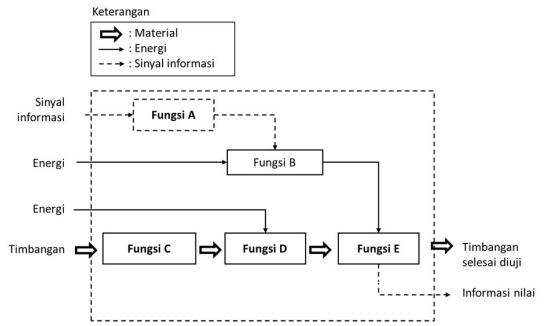 Keterangan
: Material
: Energi
: Sinyal informasi
Sinyal
informasi
Fungsi A
Energi
Fungsi B
Energi
Timbangan
Fungsi C
Fungsi D
Fungsi E
Timbangan
selesai diuji
Informasi nilai